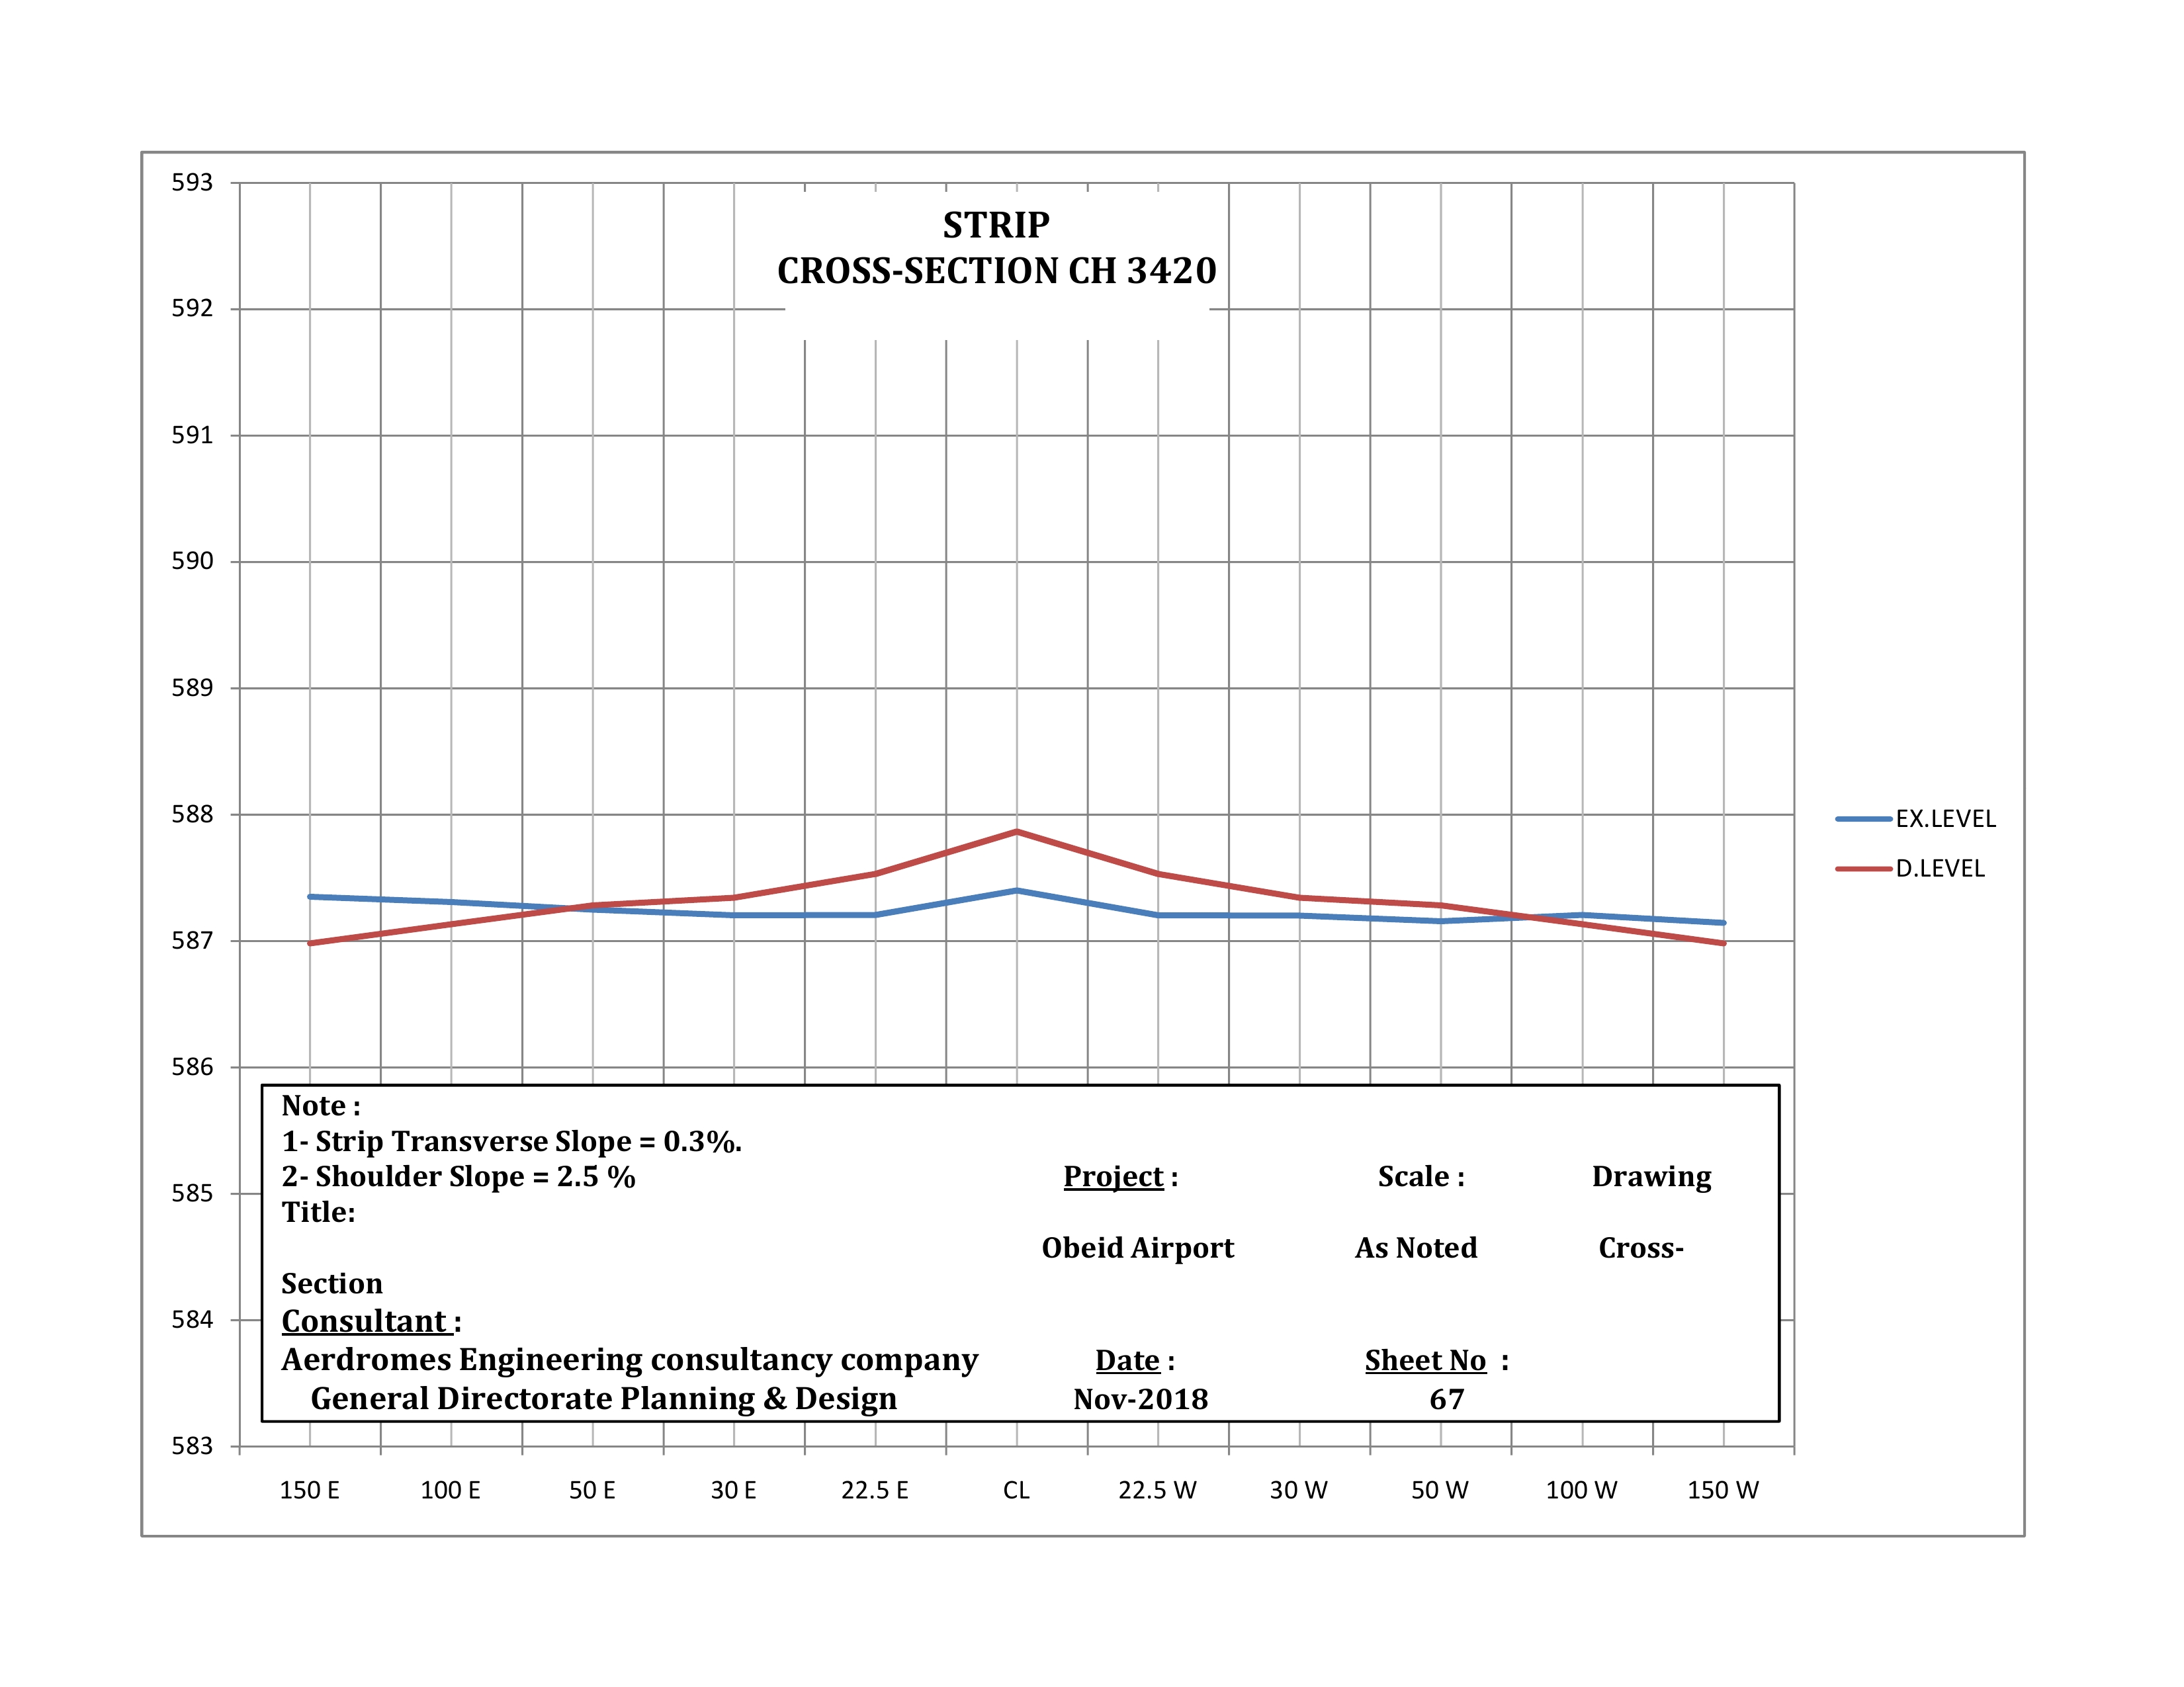 STRIP
CROSS-SECTION CH 3420
593
592
591
590
589
588
587
586
585
584
583
EX.LEVEL
D.LEVEL
Note :
1- Strip Transverse Slope = 0.3%.
2- Shoulder Slope = 2.5 % Project : Scale : Drawing
Title:
Obeid Airport As Noted Cross-
Section
Consultant :
Aerdromes Engineering consultancy company Date : Sheet No :
General Directorate Planning & Design Nov-2018 67
150 E 100 E 50 E 30 E 22.5 E CL 22.5 W 30 W 50 W 100 W 150 W